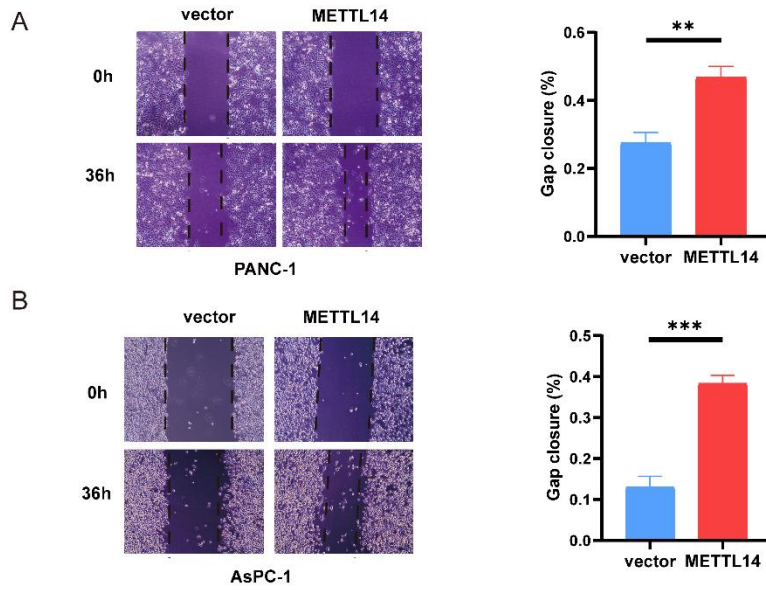 A
vector METTL14
0h
36h
PANC-1
Gap closure (%)
0.6
0.4
0.2
0.0
**
vector METTL14
B
vector METTL14
0h
36h
AsPC-1
Gap closure (%)
0.5
0.4
0.3
0.2
0.1
0.0
***
vector METTL14